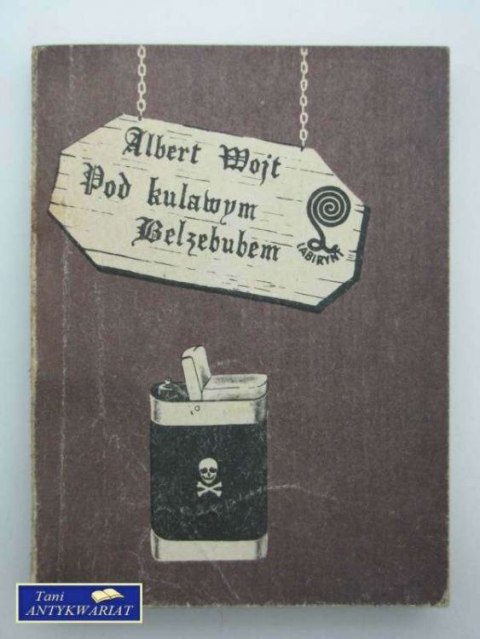 Albert Wojt
Pod kulawym
Belzebubem
LABIRYNT
Tani
ANTYKWARIAT